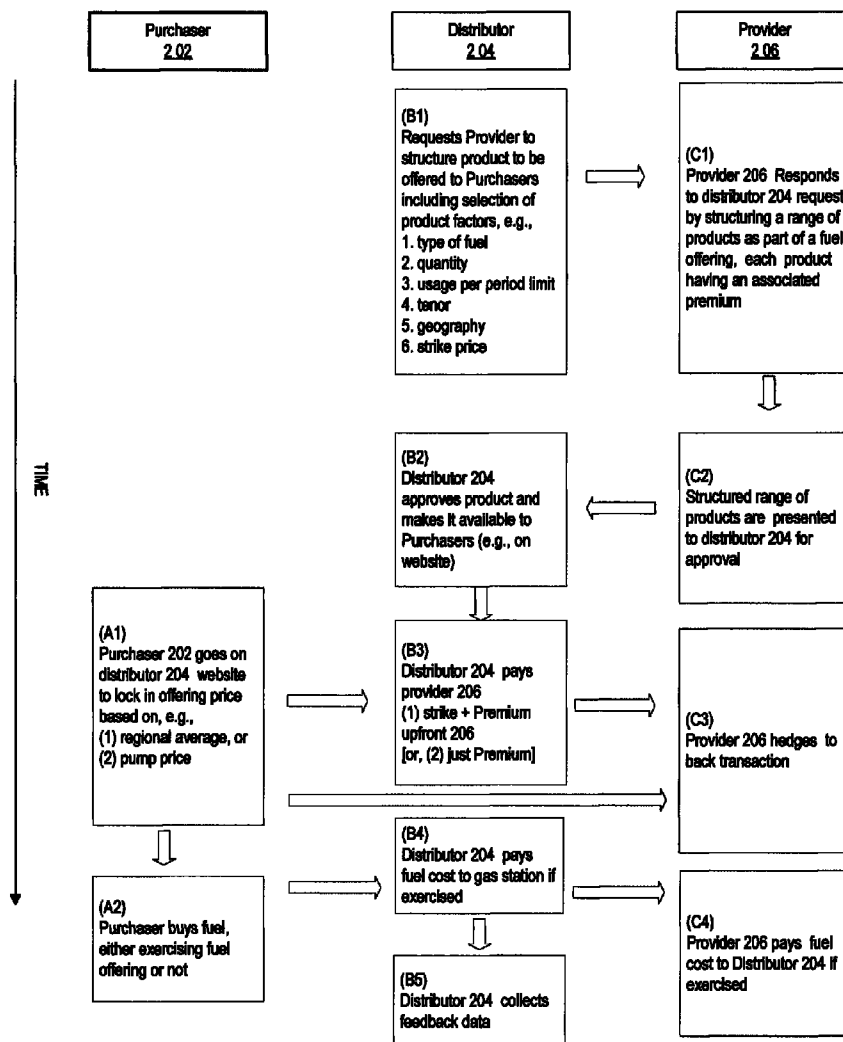 Purchaser
202
Distributor
204
Provider
206
TIME
(B1)
Requests Provider to
structure product to be
offered to Purchasers
including selection of
product factors, e.g.,
1. type of fuel
2. quantity
3. usage per period limit
4. tenor
5. geography
6. strike price
(C1)
Provider 206 Responds
to distributor 204 request
by structuring a range of
products as part of a fuel
offering, each product
having an associated
premium
(B2)
Distributor 204
approves product and
makes it available to
Purchasers (e.g., on
website)
(C2)
Structured range of
products are presented
to distributor 204 for
approval
(A1)
Purchaser 202 goes on
distributor 204 website
to lock in offering price
based on, e.g.,
(1) regional average, or
(2) pump price
(B3)
Distributor 204 pays
provider 206
(1) strike + Premium
upfront 206
[or, (2) just Premium]
(C3)
Provider 206 hedges to
back transaction
(A2)
Purchaser buys fuel,
either exercising fuel
offering or not
(B4)
Distributor 204 pays
fuel cost to gas station if
exercised
(C4)
Provider 206 pays fuel
cost to Distributor 204 if
exercised
(B5)
Distributor 204 collects
feedback data